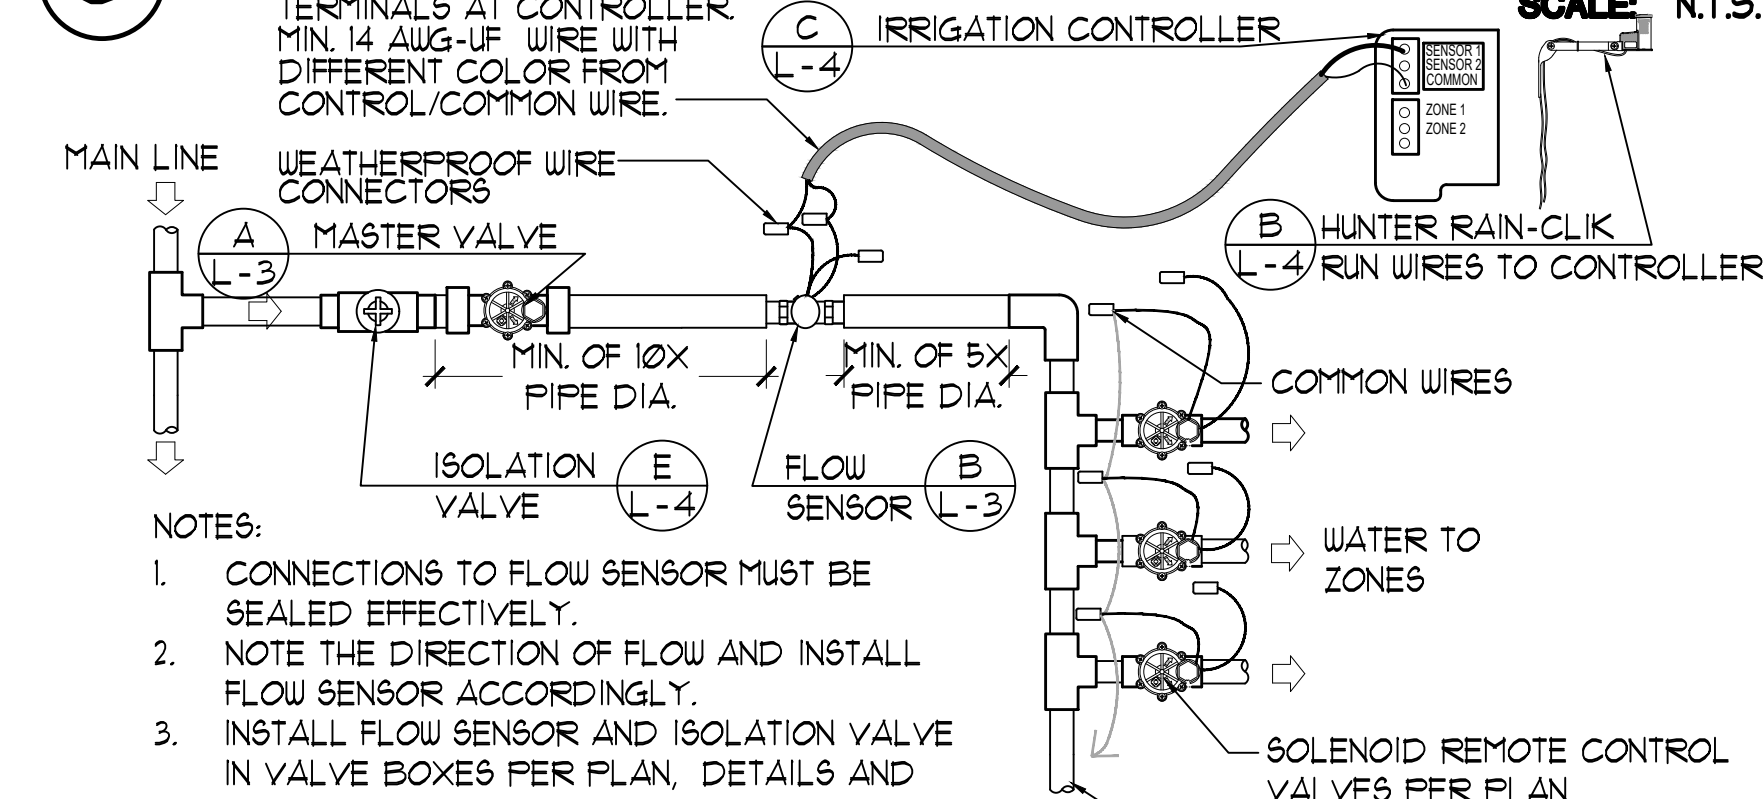 TERMINALS AT CONTROLLER.
MIN. 14 AWG-UF WIRE WITH
DIFFERENT COLOR FROM
CONTROL/COMMON WIRE.
C
L-4
IRRIGATION CONTROLLER
SCALE: N.T.S.
SENSOR 1
SENSOR 2
COMMON
ZONE 1
ZONE 2
MAIN LINE
WEATHERPROOF WIRE
CONNECTORS
A
L-3
MASTER VALVE
B
L-4
HUNTER RAIN-CLIK
RUN WIRES TO CONTROLLER
MIN. OF 10X
PIPE DIA.
MIN. OF 5X
PIPE DIA.
COMMON WIRES
ISOLATION
VALVE
E
L-4
FLOW
SENSOR
B
L-3
WATER TO
ZONES
NOTES:
1. CONNECTIONS TO FLOW SENSOR MUST BE
SEALED EFFECTIVELY.
2. NOTE THE DIRECTION OF FLOW AND INSTALL
FLOW SENSOR ACCORDINGLY.
3. INSTALL FLOW SENSOR AND ISOLATION VALVE
IN VALVE BOXES PER PLAN, DETAILS AND
SOLENOID REMOTE CONTROL
VALVES PER PLAN